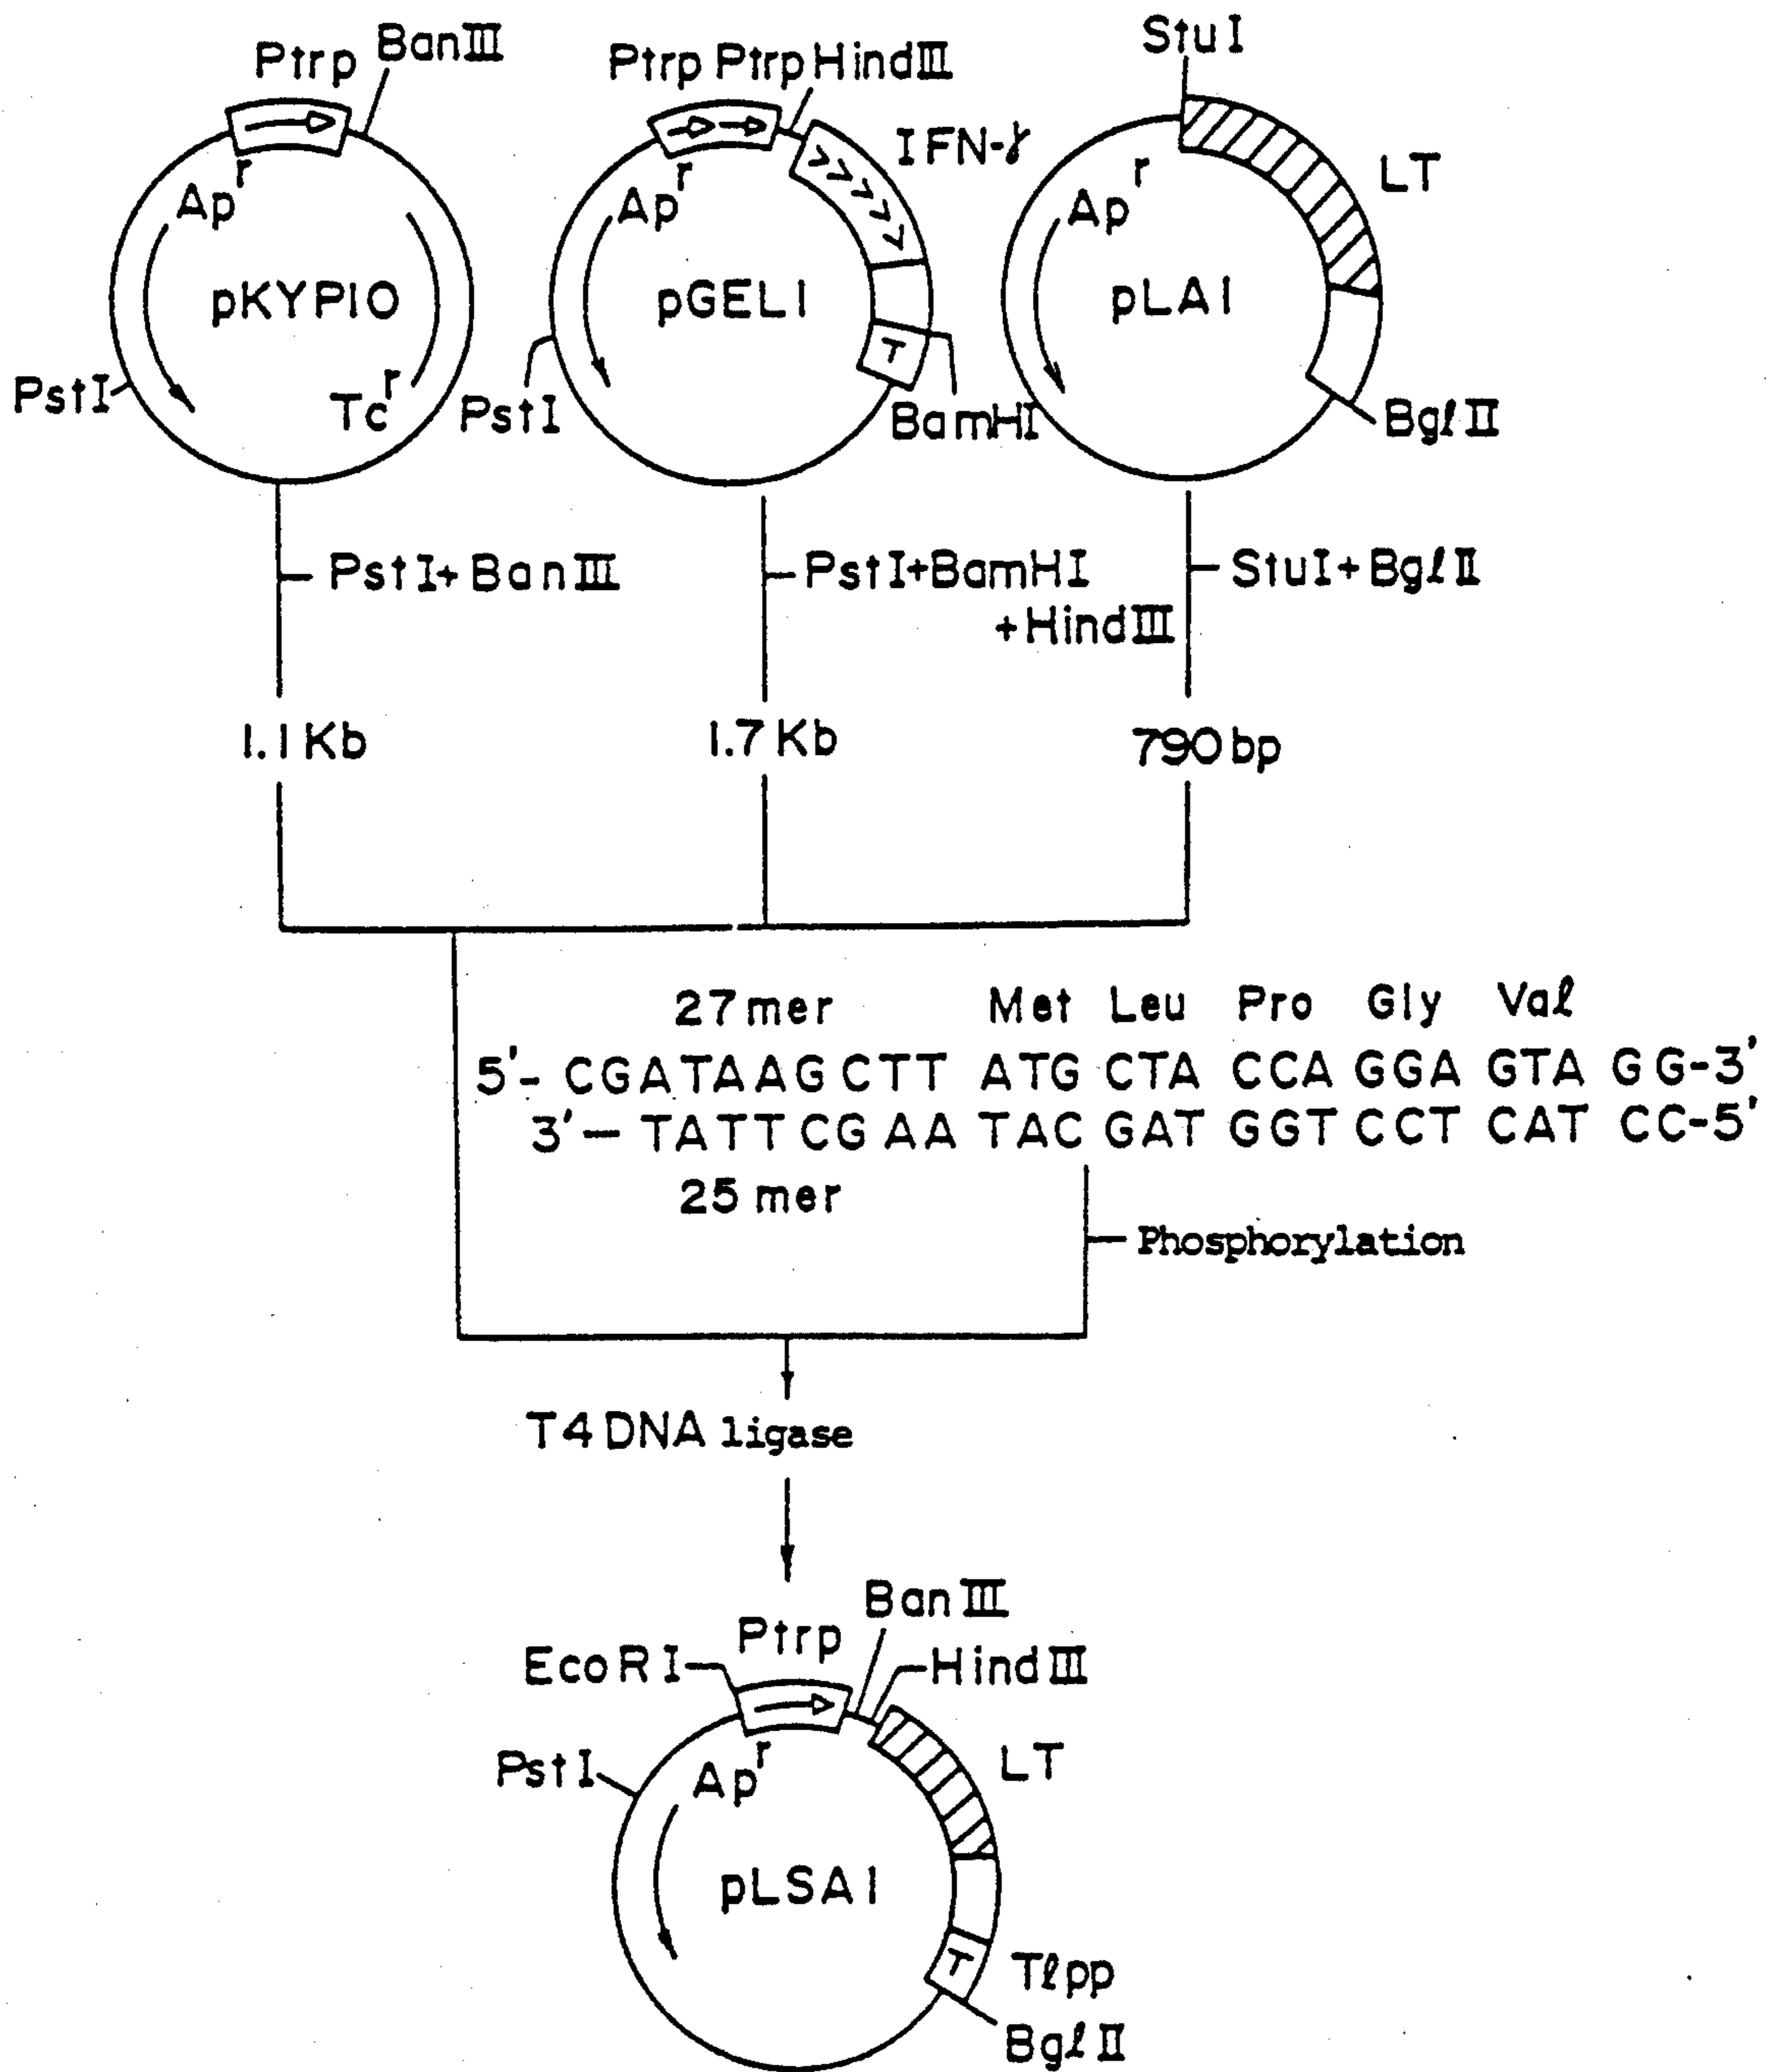 Ptrp BanIII
Ptrp Ptrp HindIII
StuI
IFN-γ
LT
Ap r
Ap r
Ap r
pKYP10
pGEL1
pLA1
T
PstI
Tc r
PstI
BamHI
BglII
PstI+BanIII
PstI+BamHI
+HindIII
StuI+BglII
1.1Kb
1.7Kb
790bp
27mer Met Leu Pro Gly Val
5'- CGATAAGCTT ATG CTA CCA GGA GTA GG-3'
3'- TATTCGAA TAC GAT GGT CCT CAT CC-5'
25mer
Phosphorylation
T4 DNA ligase
BanIII
Ptrp
EcoRI
HindIII
PstI
Ap r
LT
pLSA1
T
Tlpp
BglII